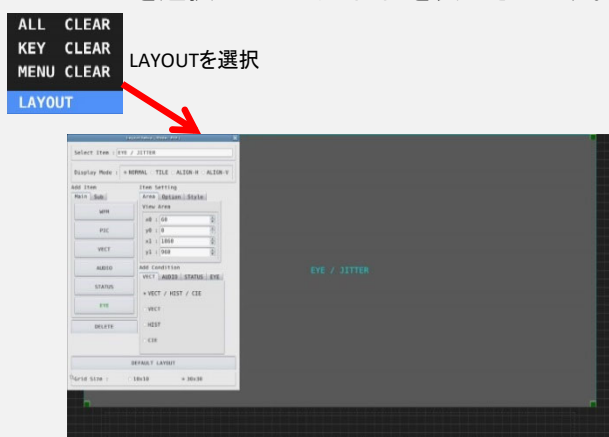 ALL CLEAR
KEY CLEAR
MENU CLEAR
LAYOUT
LAYOUTを選択
Select Item : EYE / JITTER
Display Mode : NORMAL TILE ALIGN-H ALIGN-V
Add Item
Main Sub
WFM
PIC
VECT
AUDIO
STATUS
EYE
DELETE
Item Setting
Area Option Style
View Area
x0 : 60
y0 : 0
x1 : 1860
y1 : 960
Add Condition
VECT AUDIO STATUS EYE
VECT / HIST / CIE
VECT
HIST
CIE
DEFAULT LAYOUT
Grid Size : 10x10 30x30
EYE / JITTER